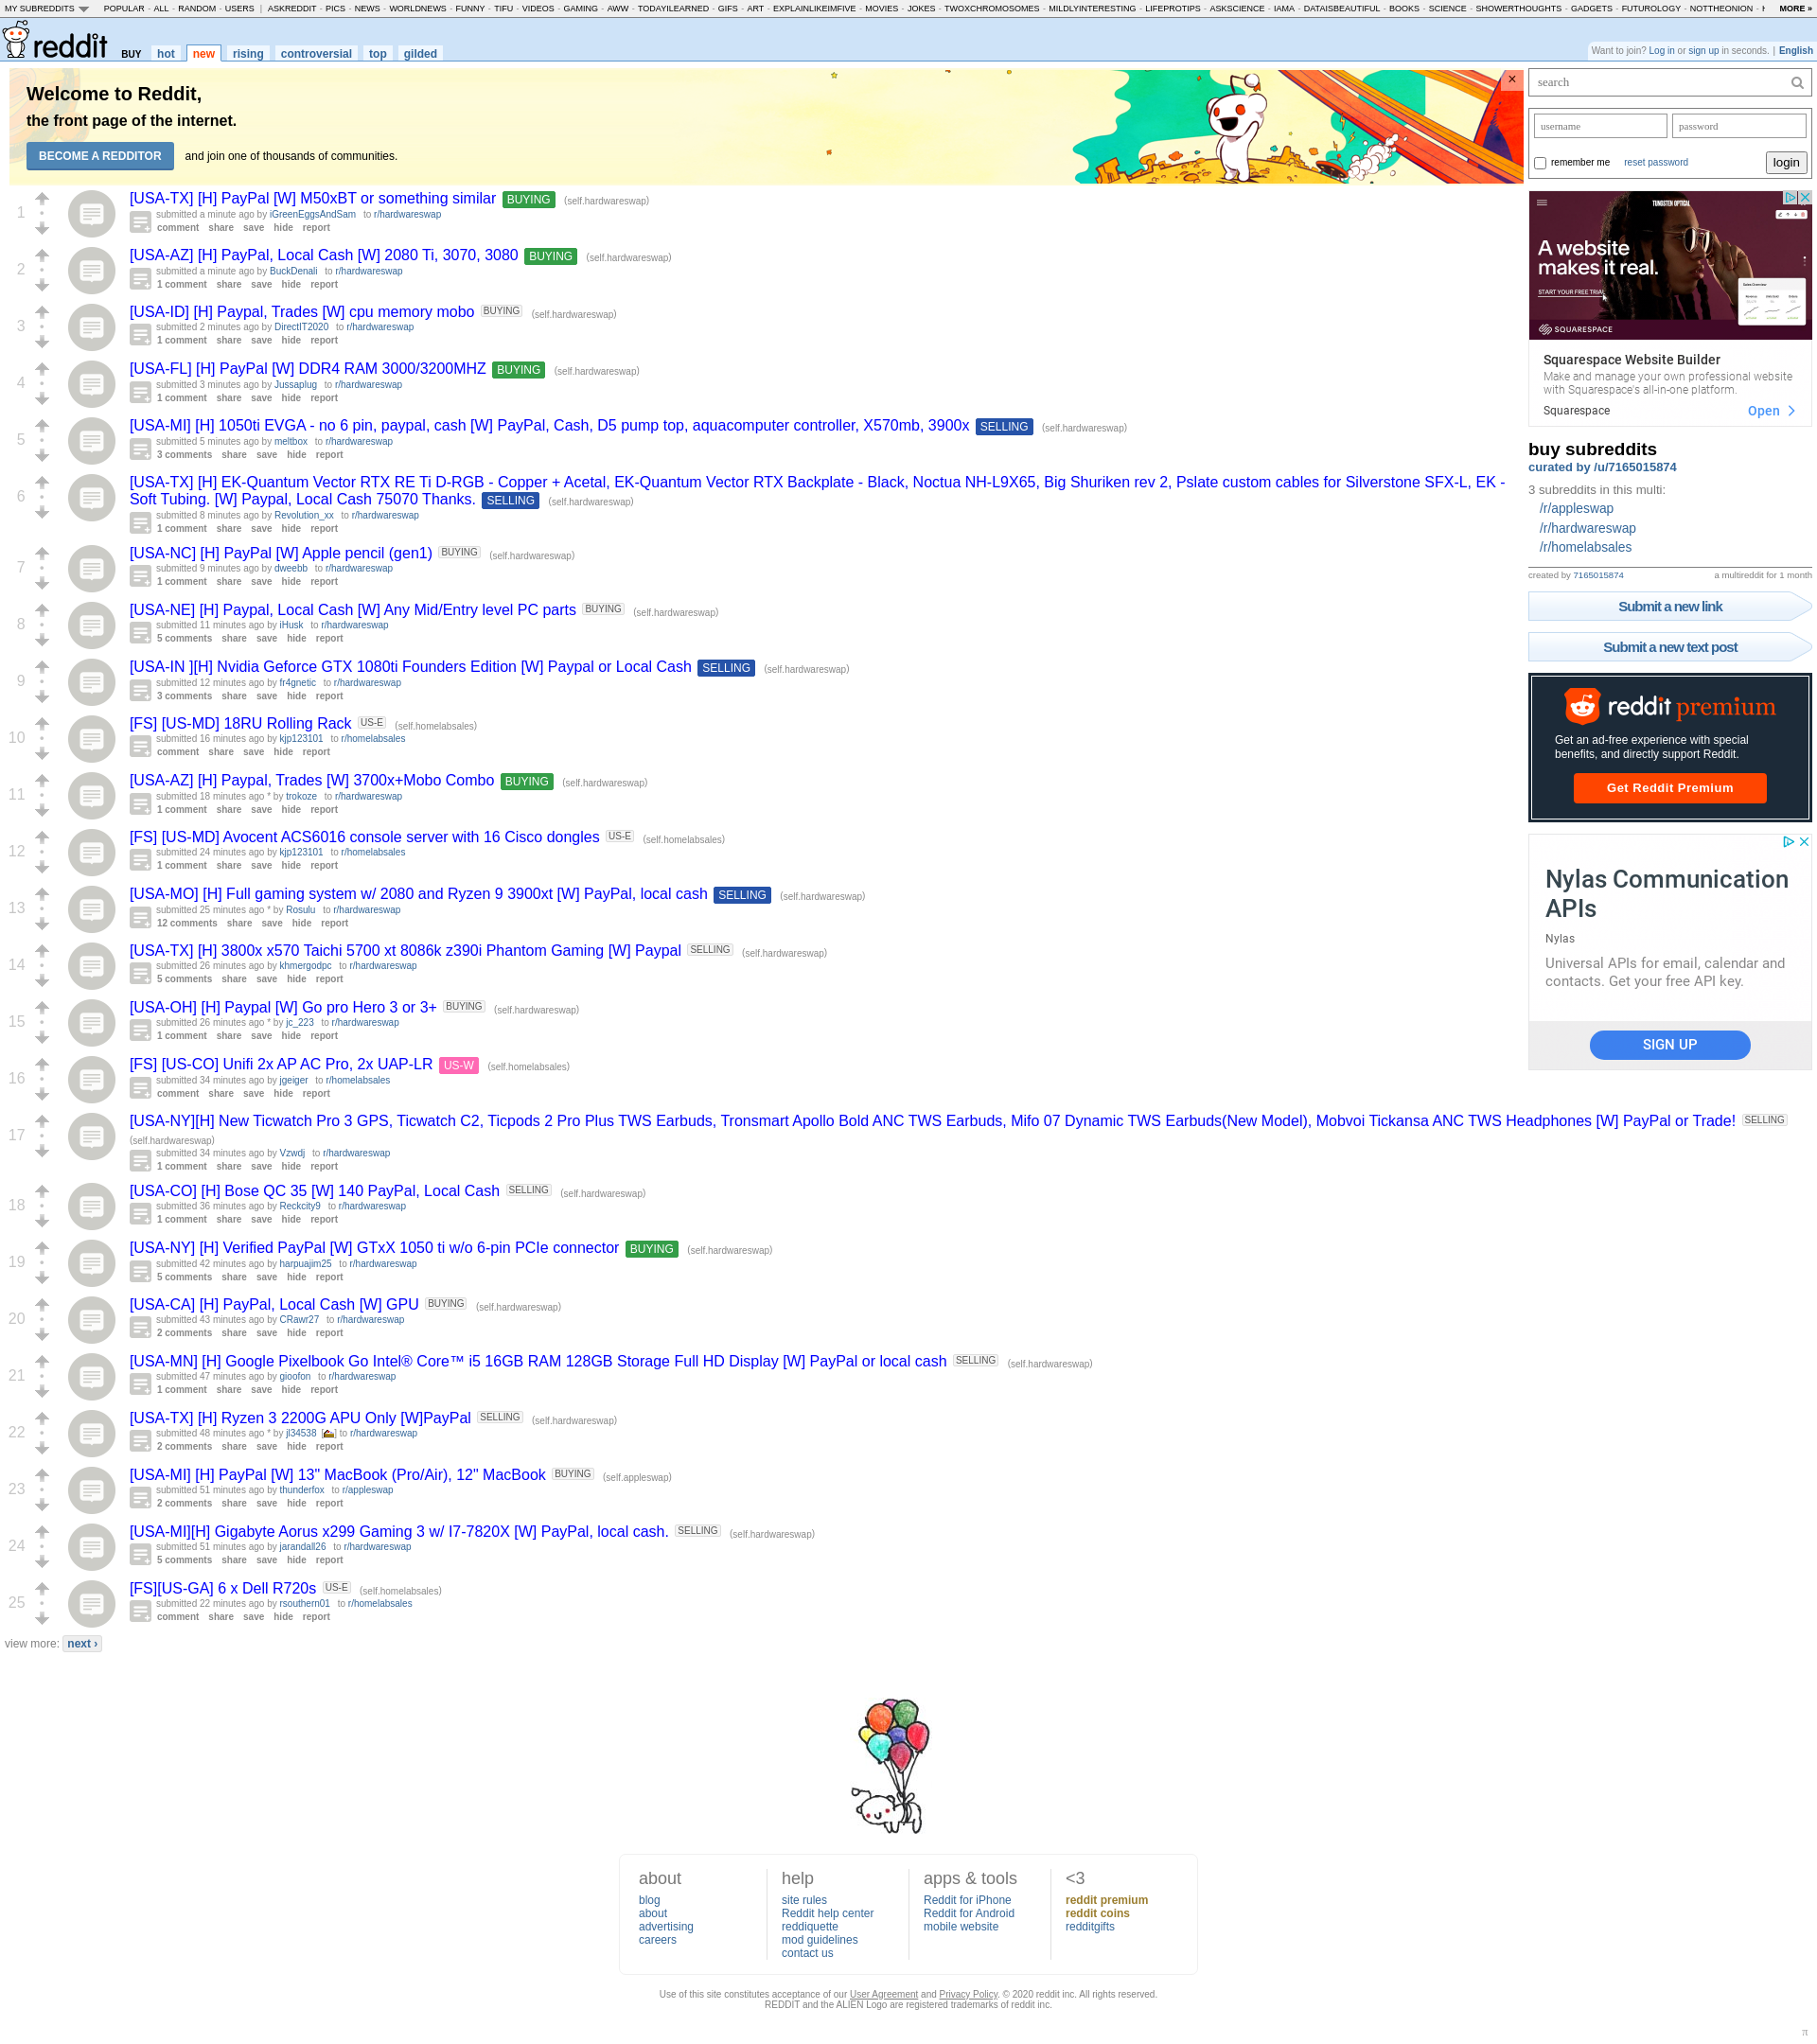 MY SUBREDDITS POPULAR - ALL - RANDOM - USERS | ASKREDDIT - PICS - NEWS - WORLDNEWS - FUNNY - TIFU - VIDEOS - GAMING - AWW - TODAYILEARNED - GIFS - ART - EXPLAINLIKEIMFIVE - MOVIES - JOKES - TWOXCHROMOSOMES - MILDLYINTERESTING - LIFEPROTIPS - ASKSCIENCE - IAMA - DATAISBEAUTIFUL - BOOKS - SCIENCE - SHOWERTHOUGHTS - GADGETS - FUTUROLOGY - NOTTHEONION - MORE »
reddit BUY hot new rising controversial top gilded
Want to join? Log in or sign up in seconds. | English
Welcome to Reddit,
the front page of the internet.
BECOME A REDDITOR and join one of thousands of communities.
1
[USA-TX] [H] PayPal [W] M50xBT or something similar BUYING (self.hardwareswap)
submitted a minute ago by iGreenEggsAndSam to r/hardwareswap
comment share save hide report
2
[USA-AZ] [H] PayPal, Local Cash [W] 2080 Ti, 3070, 3080 BUYING (self.hardwareswap)
submitted a minute ago by BuckDenali to r/hardwareswap
1 comment share save hide report
3
[USA-ID] [H] Paypal, Trades [W] cpu memory mobo BUYING (self.hardwareswap)
submitted 2 minutes ago by DirectIT2020 to r/hardwareswap
1 comment share save hide report
4
[USA-FL] [H] PayPal [W] DDR4 RAM 3000/3200MHZ BUYING (self.hardwareswap)
submitted 3 minutes ago by Jussaplug to r/hardwareswap
1 comment share save hide report
5
[USA-MI] [H] 1050ti EVGA - no 6 pin, paypal, cash [W] PayPal, Cash, D5 pump top, aquacomputer controller, X570mb, 3900x SELLING (self.hardwareswap)
submitted 5 minutes ago by meltbox to r/hardwareswap
3 comments share save hide report
6
[USA-TX] [H] EK-Quantum Vector RTX RE Ti D-RGB - Copper + Acetal, EK-Quantum Vector RTX Backplate - Black, Noctua NH-L9X65, Big Shuriken rev 2, Pslate custom cables for Silverstone SFX-L, EK -
Soft Tubing. [W] Paypal, Local Cash 75070 Thanks. SELLING (self.hardwareswap)
submitted 8 minutes ago by Revolution_xx to r/hardwareswap
1 comment share save hide report
7
[USA-NC] [H] PayPal [W] Apple pencil (gen1) BUYING (self.hardwareswap)
submitted 9 minutes ago by dweebb to r/hardwareswap
1 comment share save hide report
8
[USA-NE] [H] Paypal, Local Cash [W] Any Mid/Entry level PC parts BUYING (self.hardwareswap)
submitted 11 minutes ago by iHusk to r/hardwareswap
5 comments share save hide report
9
[USA-IN ][H] Nvidia Geforce GTX 1080ti Founders Edition [W] Paypal or Local Cash SELLING (self.hardwareswap)
submitted 12 minutes ago by fr4gnetic to r/hardwareswap
3 comments share save hide report
10
[FS] [US-MD] 18RU Rolling Rack US-E (self.homelabsales)
submitted 16 minutes ago by kjp123101 to r/homelabsales
comment share save hide report
11
[USA-AZ] [H] Paypal, Trades [W] 3700x+Mobo Combo BUYING (self.hardwareswap)
submitted 18 minutes ago * by trokoze to r/hardwareswap
1 comment share save hide report
12
[FS] [US-MD] Avocent ACS6016 console server with 16 Cisco dongles US-E (self.homelabsales)
submitted 24 minutes ago by kjp123101 to r/homelabsales
1 comment share save hide report
13
[USA-MO] [H] Full gaming system w/ 2080 and Ryzen 9 3900xt [W] PayPal, local cash SELLING (self.hardwareswap)
submitted 25 minutes ago * by Rosulu to r/hardwareswap
12 comments share save hide report
14
[USA-TX] [H] 3800x x570 Taichi 5700 xt 8086k z390i Phantom Gaming [W] Paypal SELLING (self.hardwareswap)
submitted 26 minutes ago by khmergodpc to r/hardwareswap
5 comments share save hide report
15
[USA-OH] [H] Paypal [W] Go pro Hero 3 or 3+ BUYING (self.hardwareswap)
submitted 26 minutes ago * by jc_223 to r/hardwareswap
1 comment share save hide report
16
[FS] [US-CO] Unifi 2x AP AC Pro, 2x UAP-LR US-W (self.homelabsales)
submitted 34 minutes ago by jgeiger to r/homelabsales
comment share save hide report
17
[USA-NY][H] New Ticwatch Pro 3 GPS, Ticwatch C2, Ticpods 2 Pro Plus TWS Earbuds, Tronsmart Apollo Bold ANC TWS Earbuds, Mifo 07 Dynamic TWS Earbuds(New Model), Mobvoi Tickansa ANC TWS Headphones [W] PayPal or Trade! SELLING
(self.hardwareswap)
submitted 34 minutes ago by Vzwdj to r/hardwareswap
1 comment share save hide report
18
[USA-CO] [H] Bose QC 35 [W] 140 PayPal, Local Cash SELLING (self.hardwareswap)
submitted 36 minutes ago by Reckcity9 to r/hardwareswap
1 comment share save hide report
19
[USA-NY] [H] Verified PayPal [W] GTxX 1050 ti w/o 6-pin PCIe connector BUYING (self.hardwareswap)
submitted 42 minutes ago by harpuajim25 to r/hardwareswap
5 comments share save hide report
20
[USA-CA] [H] PayPal, Local Cash [W] GPU BUYING (self.hardwareswap)
submitted 43 minutes ago by CRawr27 to r/hardwareswap
2 comments share save hide report
21
[USA-MN] [H] Google Pixelbook Go Intel® Core™ i5 16GB RAM 128GB Storage Full HD Display [W] PayPal or local cash SELLING (self.hardwareswap)
submitted 47 minutes ago by gioofon to r/hardwareswap
1 comment share save hide report
22
[USA-TX] [H] Ryzen 3 2200G APU Only [W]PayPal SELLING (self.hardwareswap)
submitted 48 minutes ago * by jl34538 [🍰] to r/hardwareswap
2 comments share save hide report
23
[USA-MI] [H] PayPal [W] 13" MacBook (Pro/Air), 12" MacBook BUYING (self.appleswap)
submitted 51 minutes ago by thunderfox to r/appleswap
2 comments share save hide report
24
[USA-MI][H] Gigabyte Aorus x299 Gaming 3 w/ I7-7820X [W] PayPal, local cash. SELLING (self.hardwareswap)
submitted 51 minutes ago by jarandall26 to r/hardwareswap
5 comments share save hide report
25
[FS][US-GA] 6 x Dell R720s US-E (self.homelabsales)
submitted 22 minutes ago by rsouthern01 to r/homelabsales
comment share save hide report
view more: next ›
search
username password
remember me reset password login
TUNGSTEN OPTICAL
A website
makes it real.
START YOUR FREE TRIAL
SQUARESPACE
Squarespace Website Builder
Make and manage your own professional website
with Squarespace's all-in-one platform.
Squarespace Open
buy subreddits
curated by /u/7165015874
3 subreddits in this multi:
/r/appleswap
/r/hardwareswap
/r/homelabsales
created by 7165015874 a multireddit for 1 month
Submit a new link
Submit a new text post
reddit premium
Get an ad-free experience with special
benefits, and directly support Reddit.
Get Reddit Premium
Nylas Communication
APIs
Nylas
Universal APIs for email, calendar and
contacts. Get your free API key.
SIGN UP
about
blog
about
advertising
careers
help
site rules
Reddit help center
reddiquette
mod guidelines
contact us
apps & tools
Reddit for iPhone
Reddit for Android
mobile website
<3
reddit premium
reddit coins
redditgifts
Use of this site constitutes acceptance of our User Agreement and Privacy Policy. © 2020 reddit inc. All rights reserved.
REDDIT and the ALIEN Logo are registered trademarks of reddit inc.
π